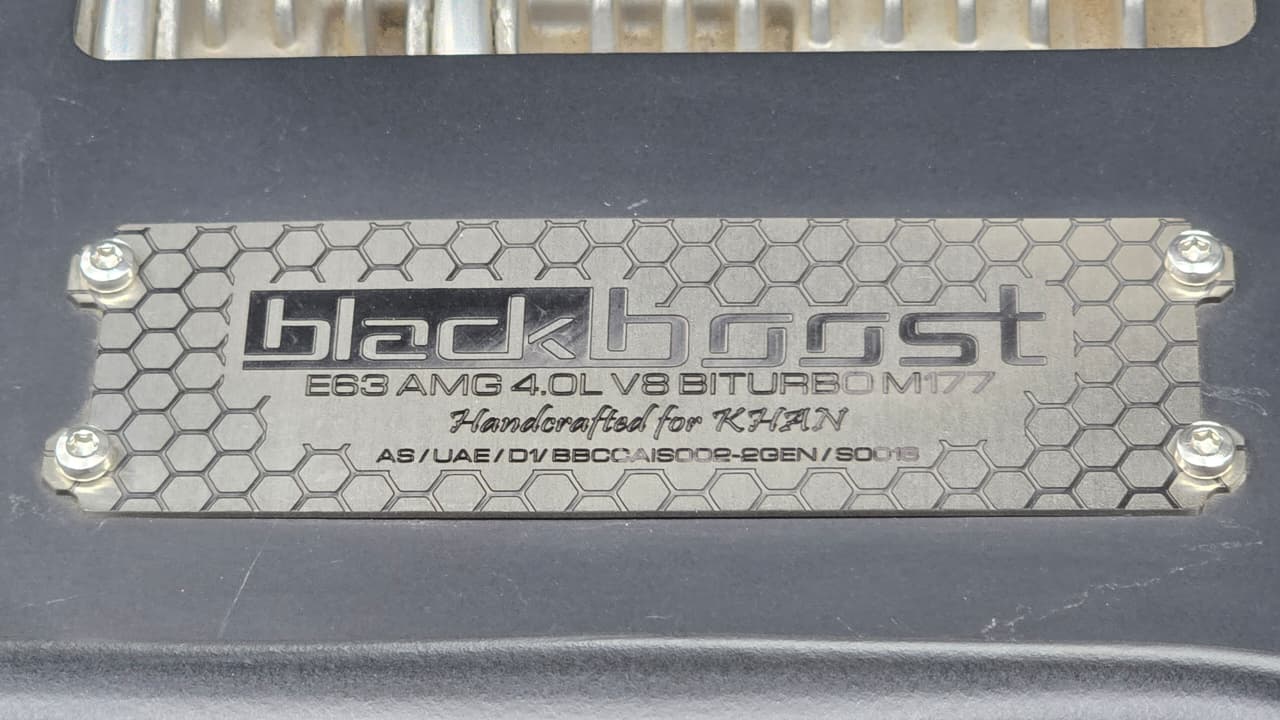 blackboost
E63 AMG 4.0L V8 BITURBO M177
Handcrafted for KHAN
AS / UAE / D1/ BBCCAIS002-2GEN / S0016